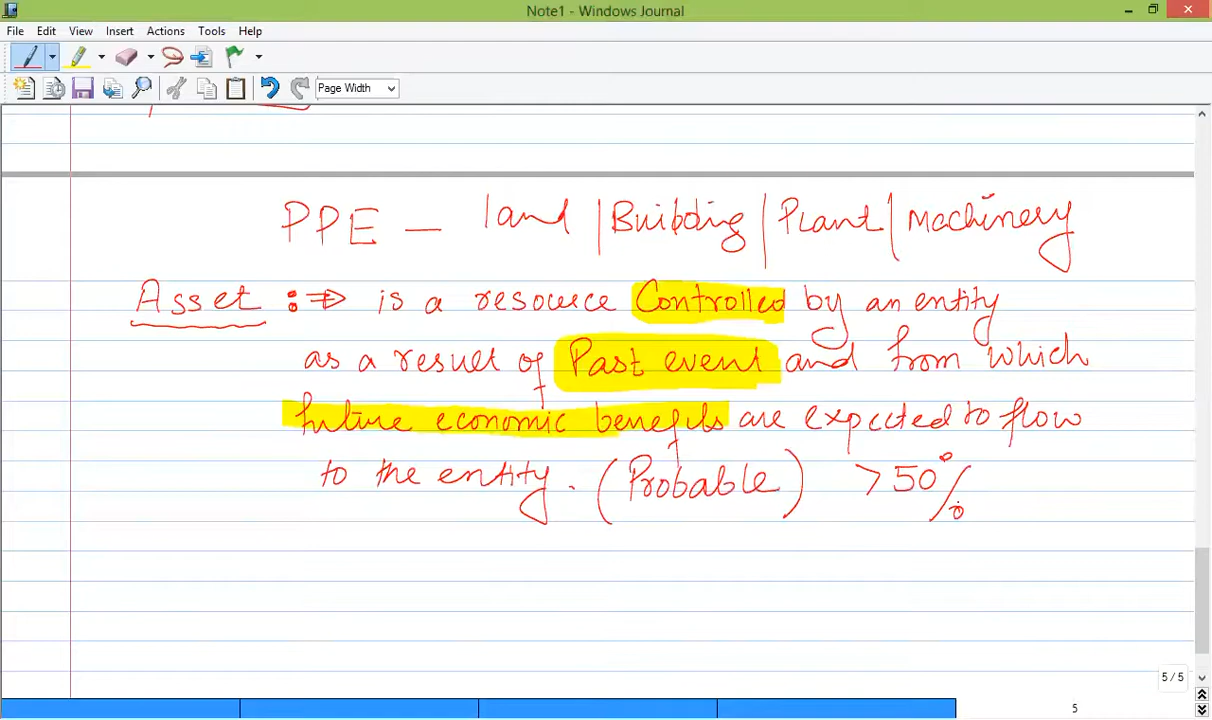 Note1 - Windows Journal
File Edit View Insert Actions Tools Help
Page Width
PPE — land | Building | Plant | Machinery
Asset :⇒ is a resource Controlled by an entity
as a result of Past event and from which
future economic benefits are expected to flow
to the entity. (Probable) >50%
5 / 5
5